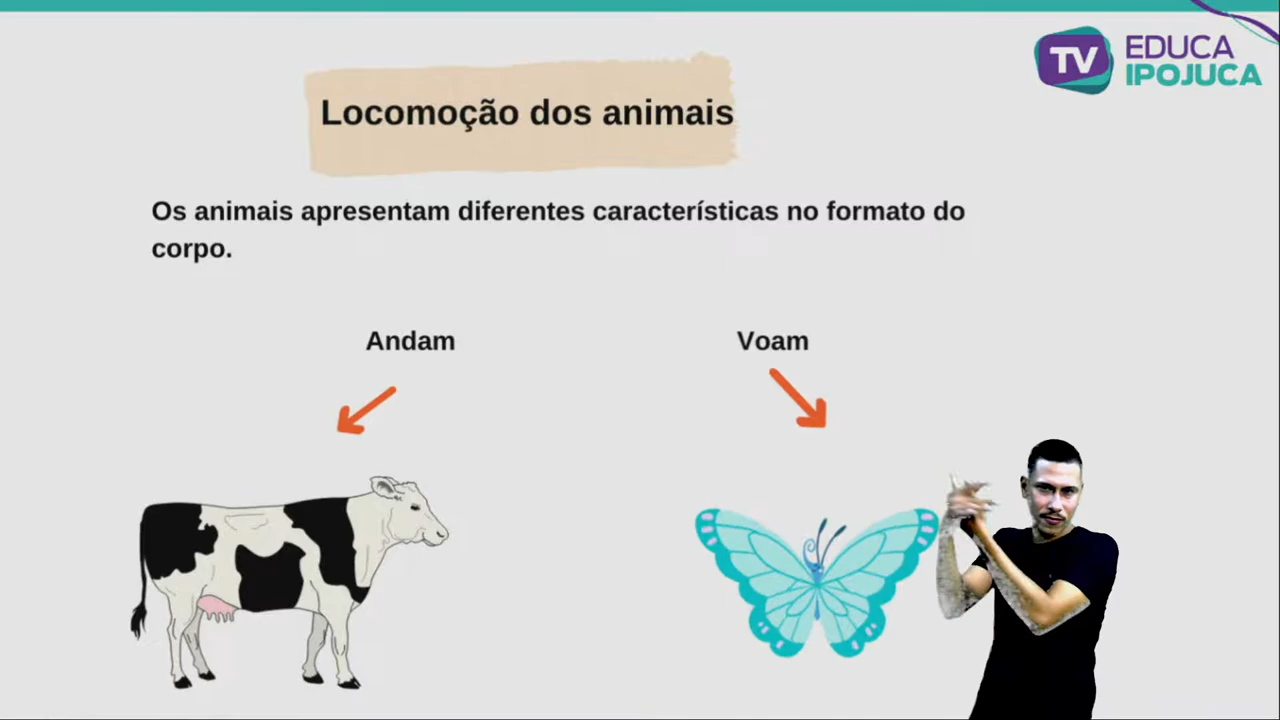 TV EDUCA
IPOJUCA
Locomoção dos animais
Os animais apresentam diferentes características no formato do
corpo.
Andam
Voam